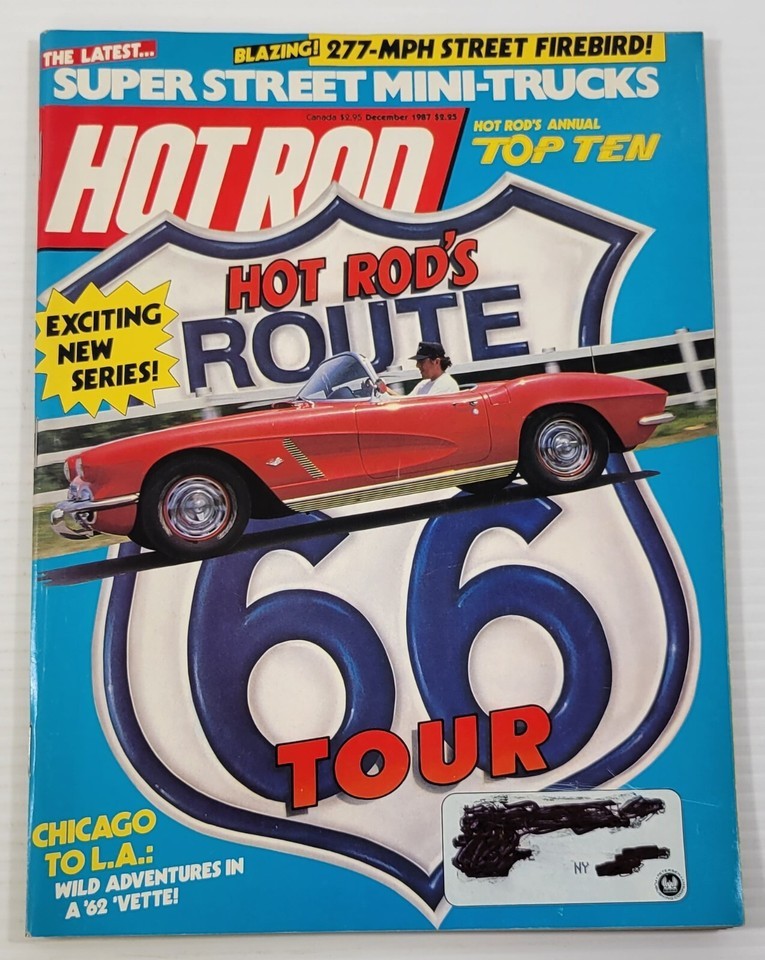 THE LATEST...
BLAZING! 277-MPH STREET FIREBIRD!
SUPER STREET MINI-TRUCKS
Canada $2.95 December 1987 $2.25
HOT ROD
HOT ROD'S ANNUAL
TOP TEN
HOT ROD'S
ROUTE
EXCITING
NEW
SERIES!
66
TOUR
CHICAGO
TO L.A.:
WILD ADVENTURES IN
A '62 'VETTE!
NY